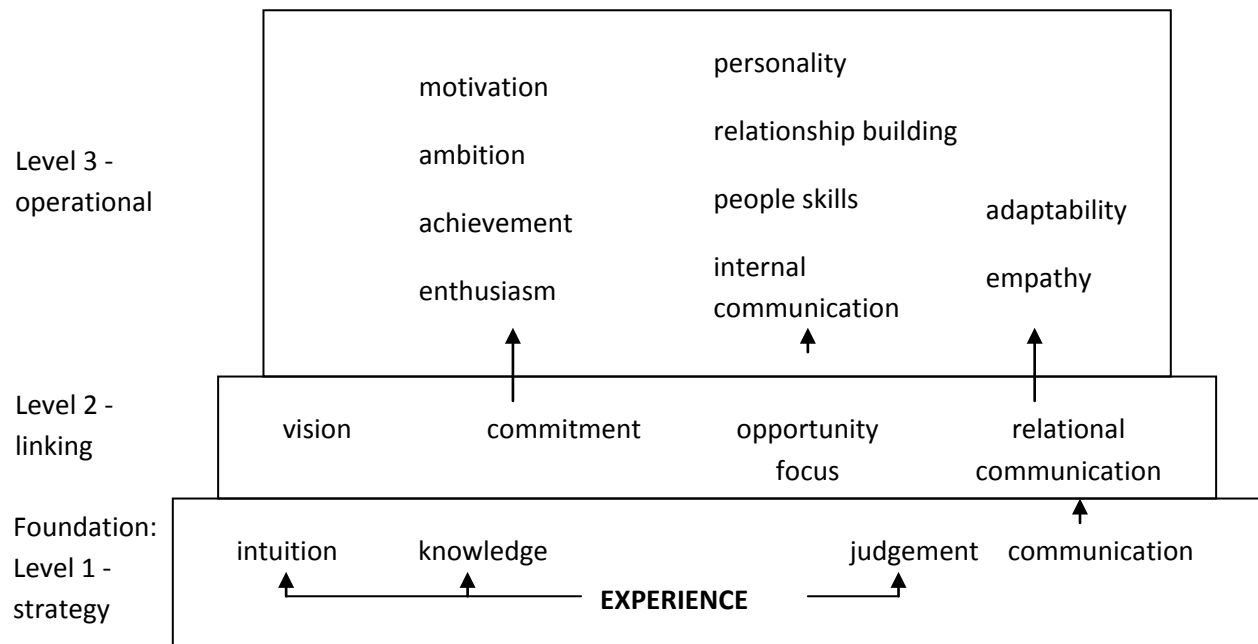 Level 3 -
operational
motivation
ambition
achievement
enthusiasm
personality
relationship building
people skills
internal
communication
adaptability
empathy
Level 2 -
linking
vision
commitment
opportunity
focus
relational
communication
Foundation:
Level 1 -
strategy
intuition
knowledge
judgement
communication
EXPERIENCE